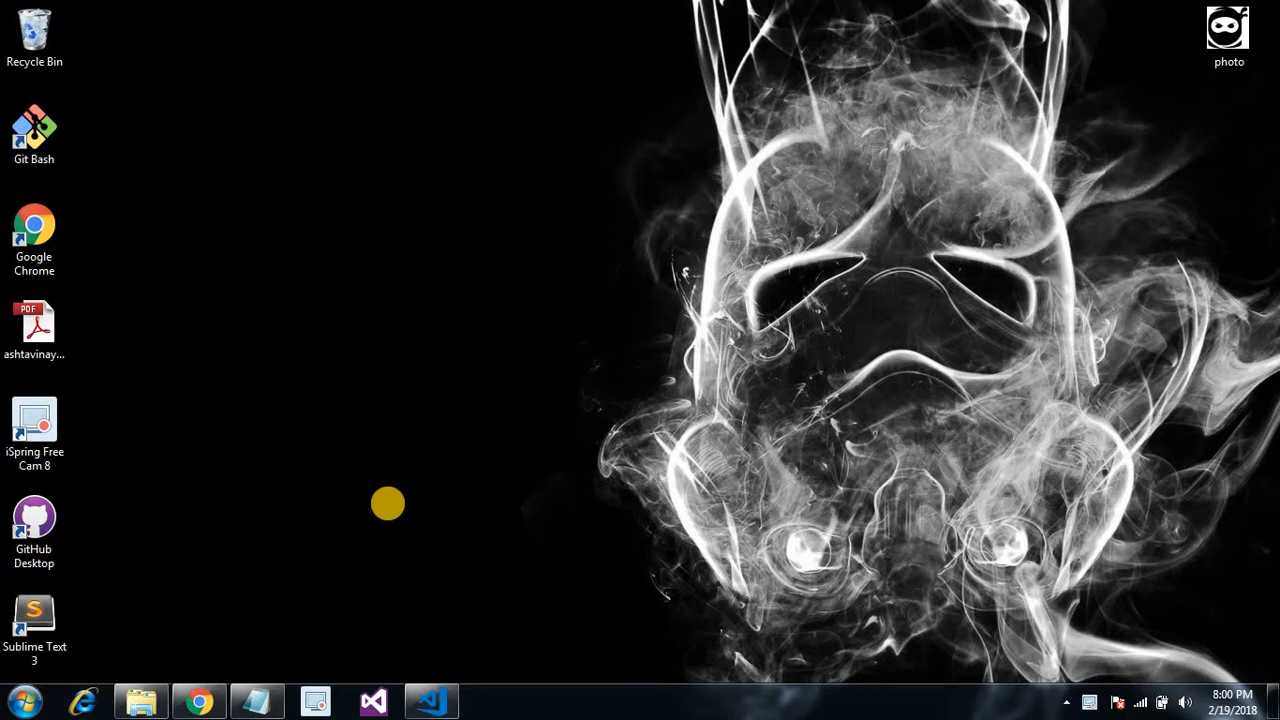 Recycle Bin
Git Bash
Google
Chrome
PDF
ashtavinay...
iSpring Free
Cam 8
GitHub
Desktop
S
Sublime Text
3
photo
8:00 PM
2/19/2018